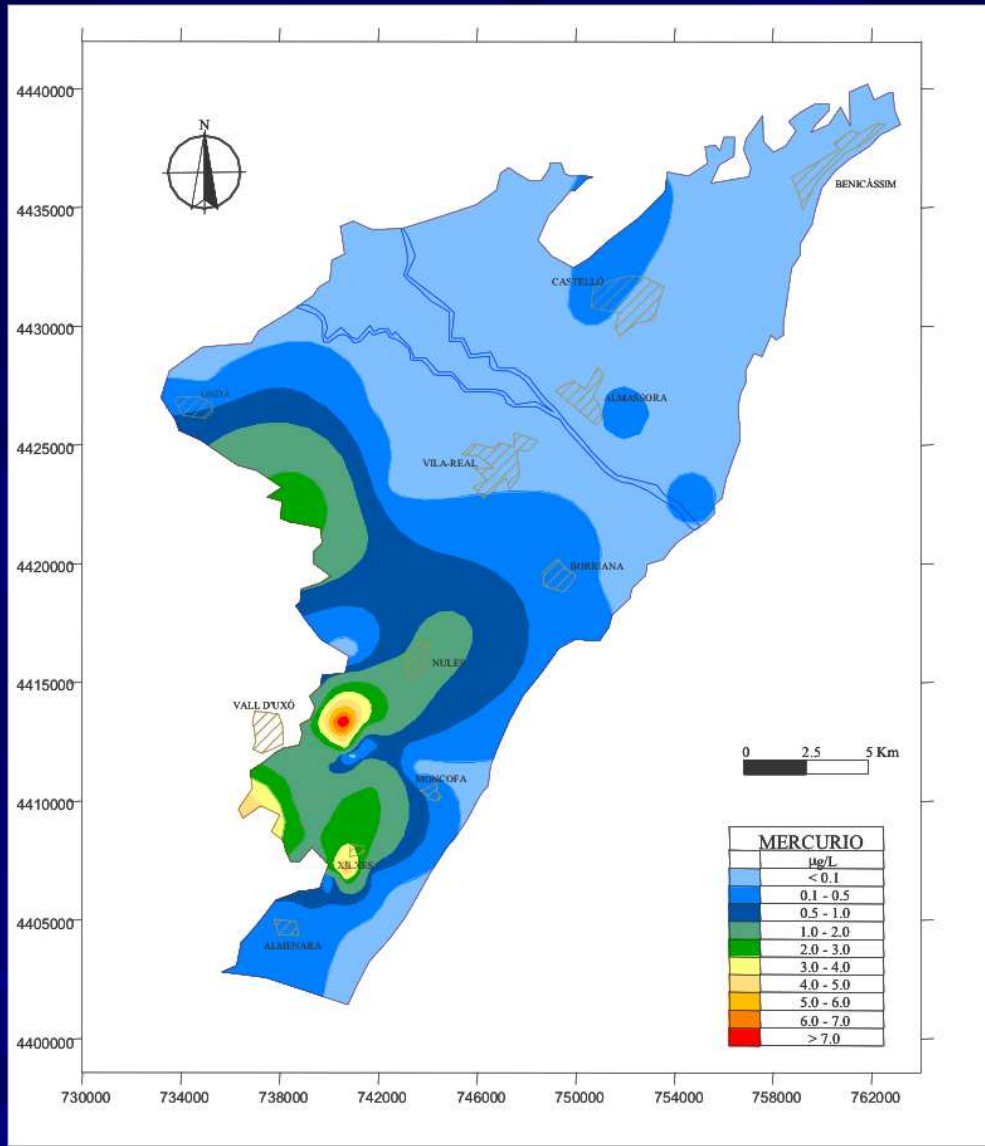 4440000
4435000
4430000
4425000
4420000
4415000
4410000
4405000
4400000
730000 734000 738000 742000 746000 750000 754000 758000 762000
N
BENICÀSSIM
CASTELLÓ
ONDA
ALMASSORA
VILA-REAL
BORRIANA
NULES
VALL D'UXÓ
MONCOFA
XILXES
ALMENARA
0 2.5 5 Km
MERCURIO
µg/L
< 0.1
0.1 - 0.5
0.5 - 1.0
1.0 - 2.0
2.0 - 3.0
3.0 - 4.0
4.0 - 5.0
5.0 - 6.0
6.0 - 7.0
> 7.0